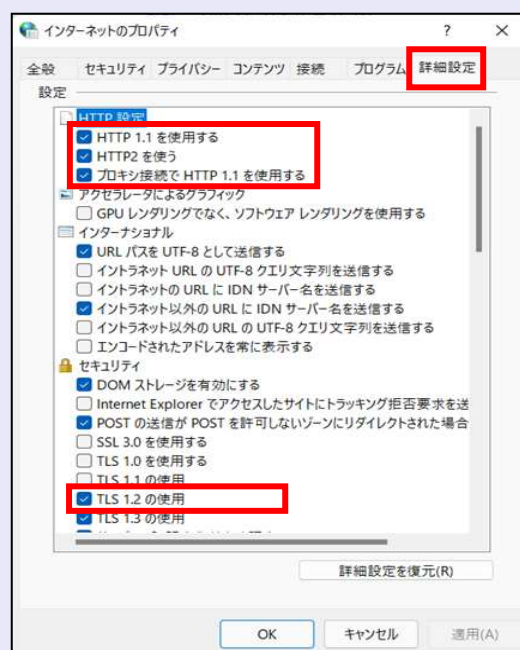 インターネットのプロパティ ? ×
全般 セキュリティ プライバシー コンテンツ 接続 プログラム 詳細設定
設定
HTTP 設定
HTTP 1.1 を使用する
HTTP2 を使う
プロキシ接続で HTTP 1.1 を使用する
アクセラレータによるグラフィック
GPU レンダリングでなく、ソフトウェア レンダリングを使用する
インターナショナル
URL パスを UTF-8 として送信する
イントラネット URL の UTF-8 クエリ文字列を送信する
イントラネットの URL に IDN サーバー名を送信する
イントラネット以外の URL に IDN サーバー名を送信する
イントラネット以外の URL の UTF-8 クエリ文字列を送信する
エンコードされたアドレスを常に表示する
セキュリティ
DOM ストレージを有効にする
Internet Explorer でアクセスしたサイトにトラッキング拒否要求を送
POST の送信が POST を許可しないゾーンにリダイレクトされた場合
SSL 3.0 を使用する
TLS 1.0 を使用する
TLS 1.1 の使用
TLS 1.2 の使用
TLS 1.3 の使用
詳細設定を復元(R)
OK キャンセル 適用(A)